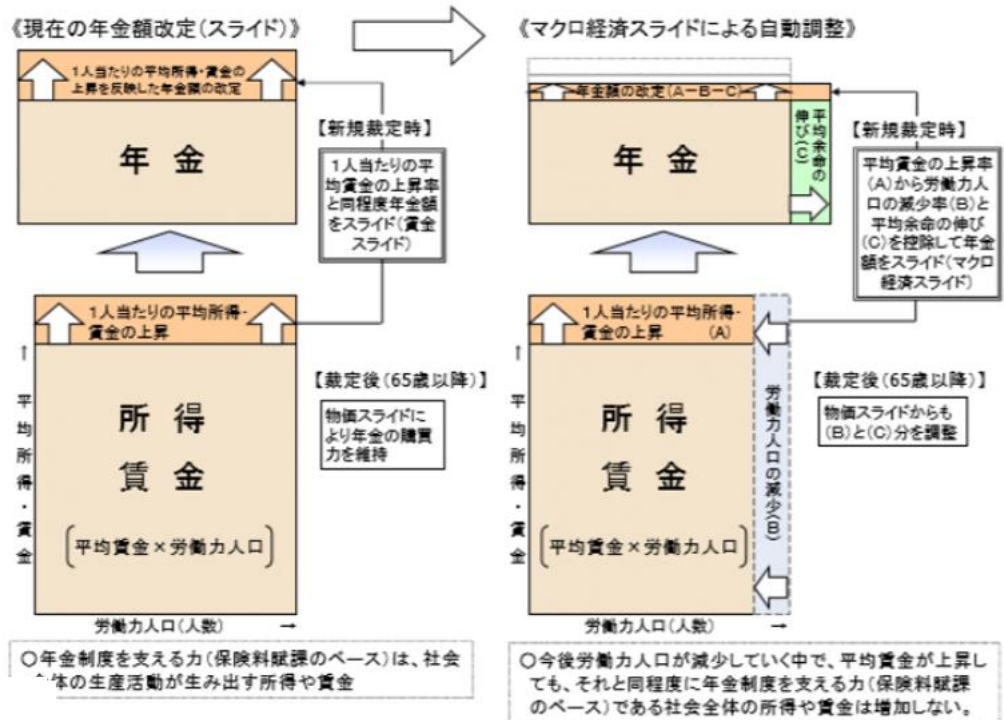 《現在の年金額改定(スライド)》
1人当たりの平均所得・賃金の
上昇を反映した年金額の改定
年 金
【新規裁定時】
1人当たりの平
均賃金の上昇率
と同程度年金額
をスライド(賃金
スライド)
1人当たりの平均所得・
賃金の上昇
↑ 平均所得・賃金
所 得
賃 金
(平均賃金×労働力人口)
【裁定後(65歳以降)】
物価スライドに
より年金の購買
力を維持
労働力人口(人数) →
○年金制度を支える力(保険料賦課のベース)は、社会
体の生産活動が生み出す所得や賃金
《マクロ経済スライドによる自動調整》
年金額の改定(A-B-C)
年 金
平均余命の
伸び(C)
【新規裁定時】
平均賃金の上昇率
(A)から労働力人
口の減少率(B)と
平均余命の伸び
(C)を控除して年金
額をスライド(マクロ
経済スライド)
1人当たりの平均所得・
賃金の上昇 (A)
↑ 平均所得・賃金
所 得
賃 金
(平均賃金×労働力人口)
労働力人口の減少(B)
【裁定後(65歳以降)】
物価スライドからも
(B)と(C)分を調整
労働力人口(人数) →
○今後労働力人口が減少していく中で、平均賃金が上昇し
ても、それと同程度に年金制度を支える力(保険料賦課
のベース)である社会全体の所得や賃金は増加しない。